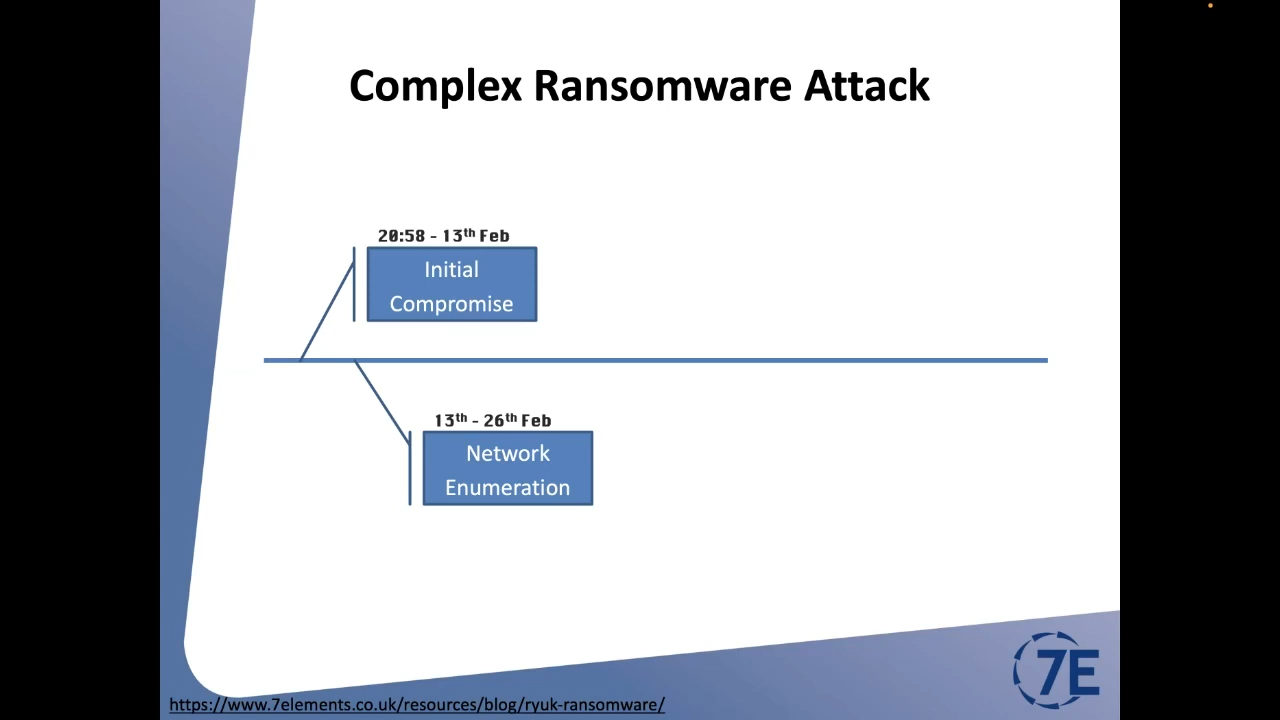 Complex Ransomware Attack
20:58 - 13th Feb
Initial
Compromise
13th - 26th Feb
Network
Enumeration
7E
https://www.7elements.co.uk/resources/blog/ryuk-ransomware/